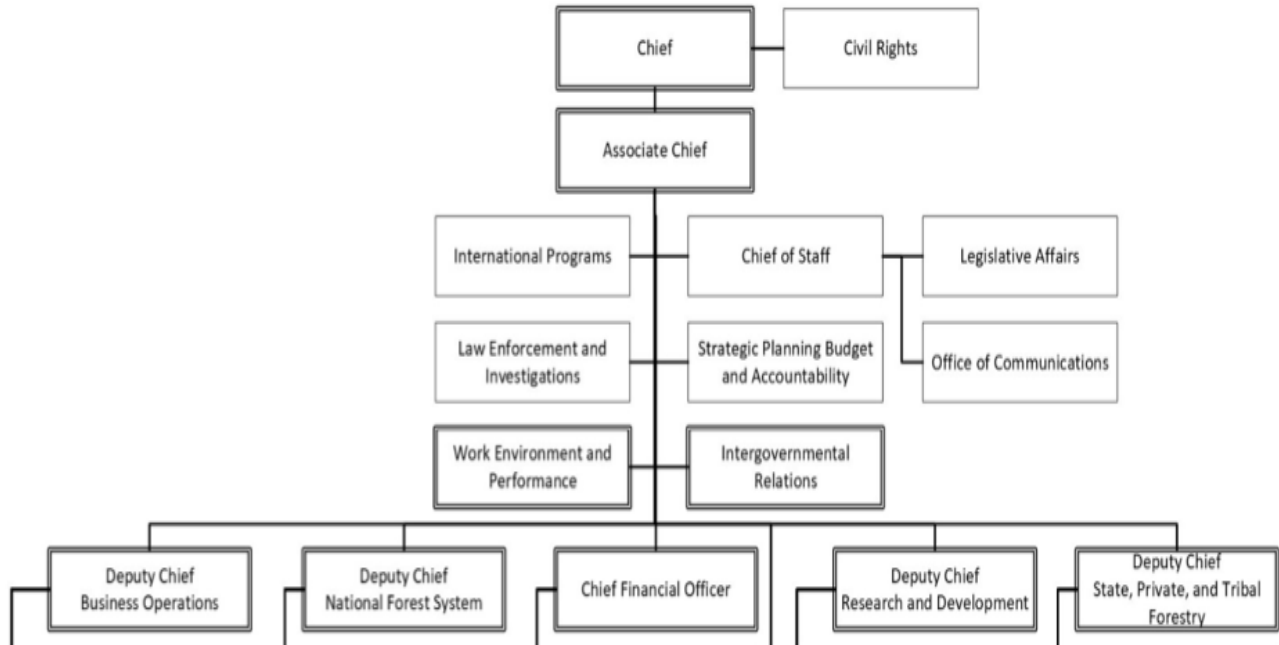 Chief
Civil Rights
Associate Chief
International Programs
Chief of Staff
Legislative Affairs
Law Enforcement and
Investigations
Strategic Planning Budget
and Accountability
Office of Communications
Work Environment and
Performance
Intergovernmental
Relations
Deputy Chief
Business Operations
Deputy Chief
National Forest System
Chief Financial Officer
Deputy Chief
Research and Development
Deputy Chief
State, Private, and Tribal
Forestry